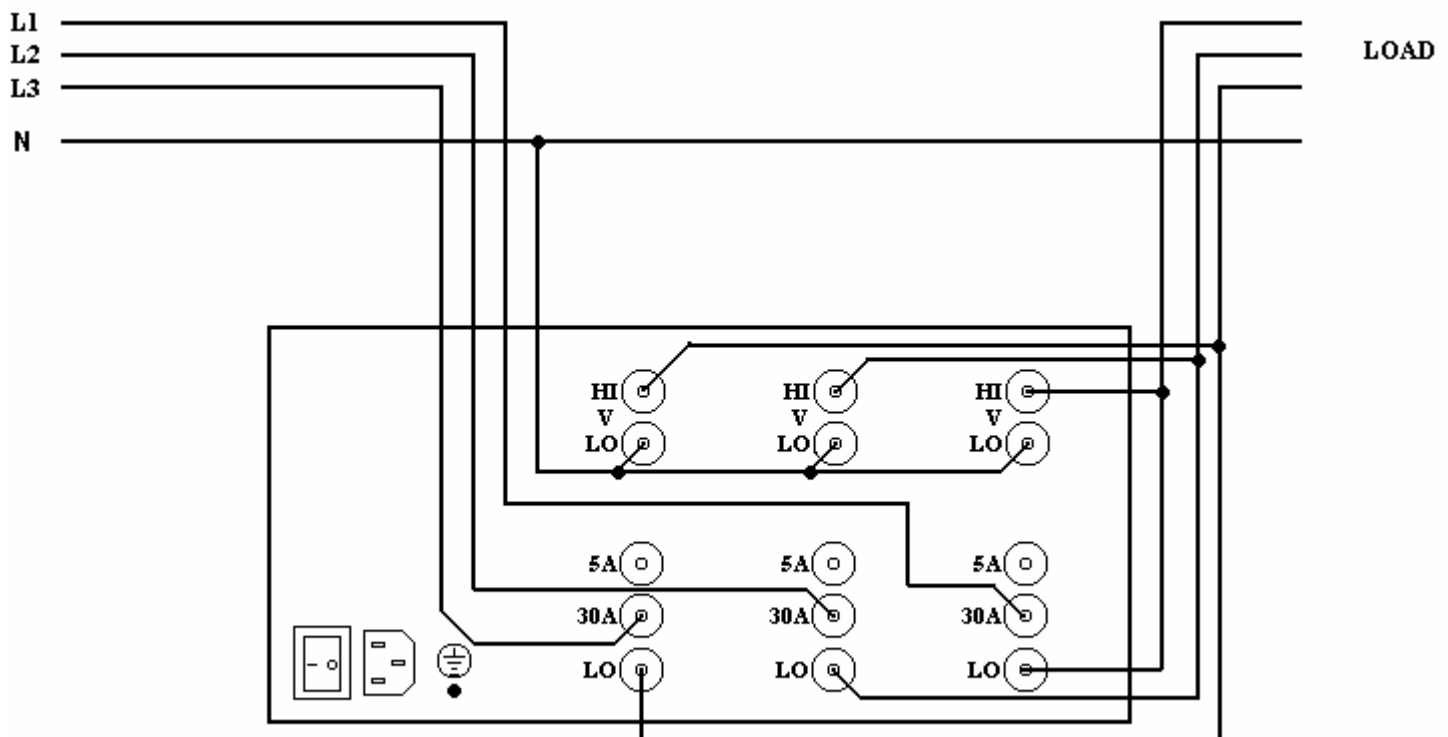 L1
L2
LOAD
L3
N
HI HI HI
V V V
LO LO LO
5A 5A 5A
30A 30A 30A
LO LO LO